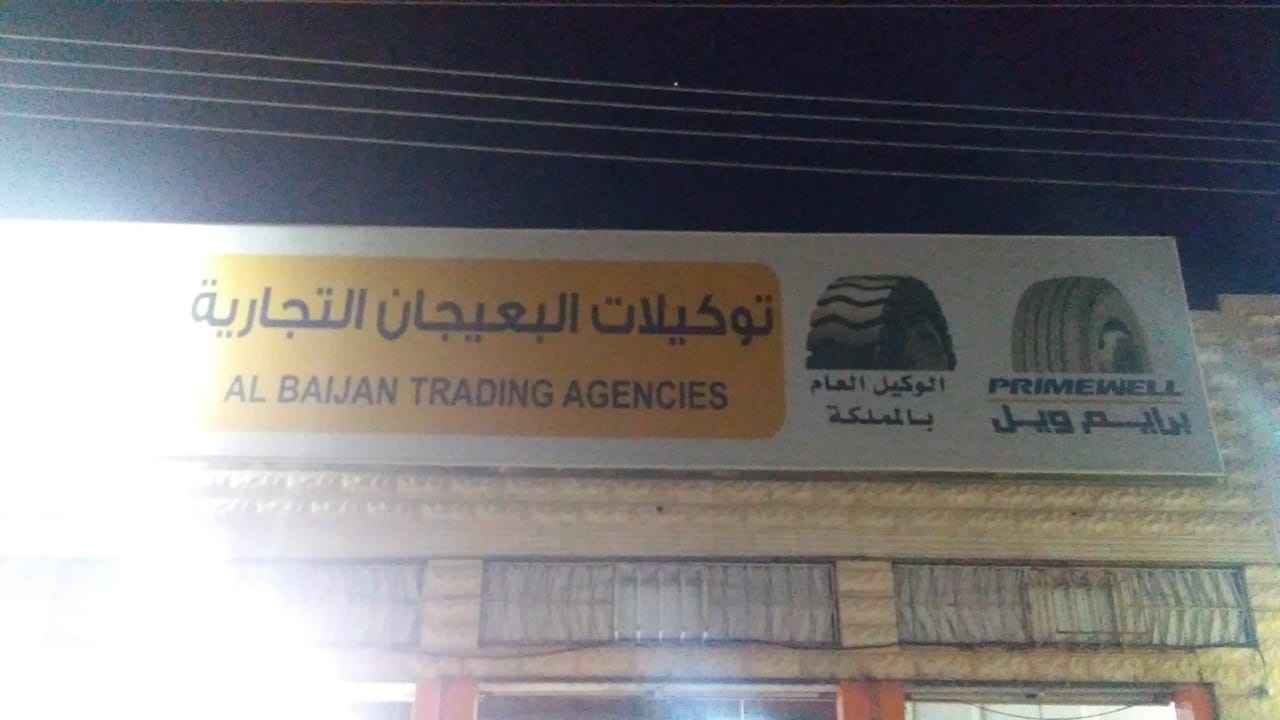 توكيلات البعيجان التجارية
AL BAIJAN TRADING AGENCIES
الوكيل العام
بالمملكة
PRIMEWELL
برايم ويل